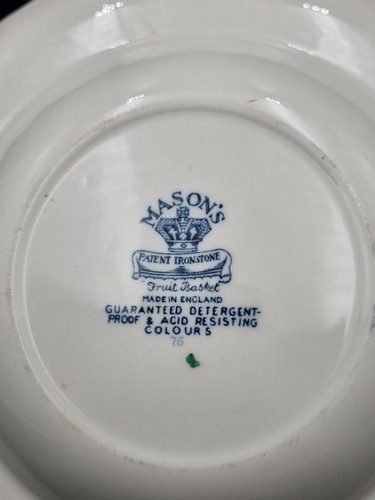 MASON'S
PATENT IRONSTONE
Fruit Basket
MADE IN ENGLAND
GUARANTEED DETERGENT-
PROOF & ACID RESISTING
COLOURS
76